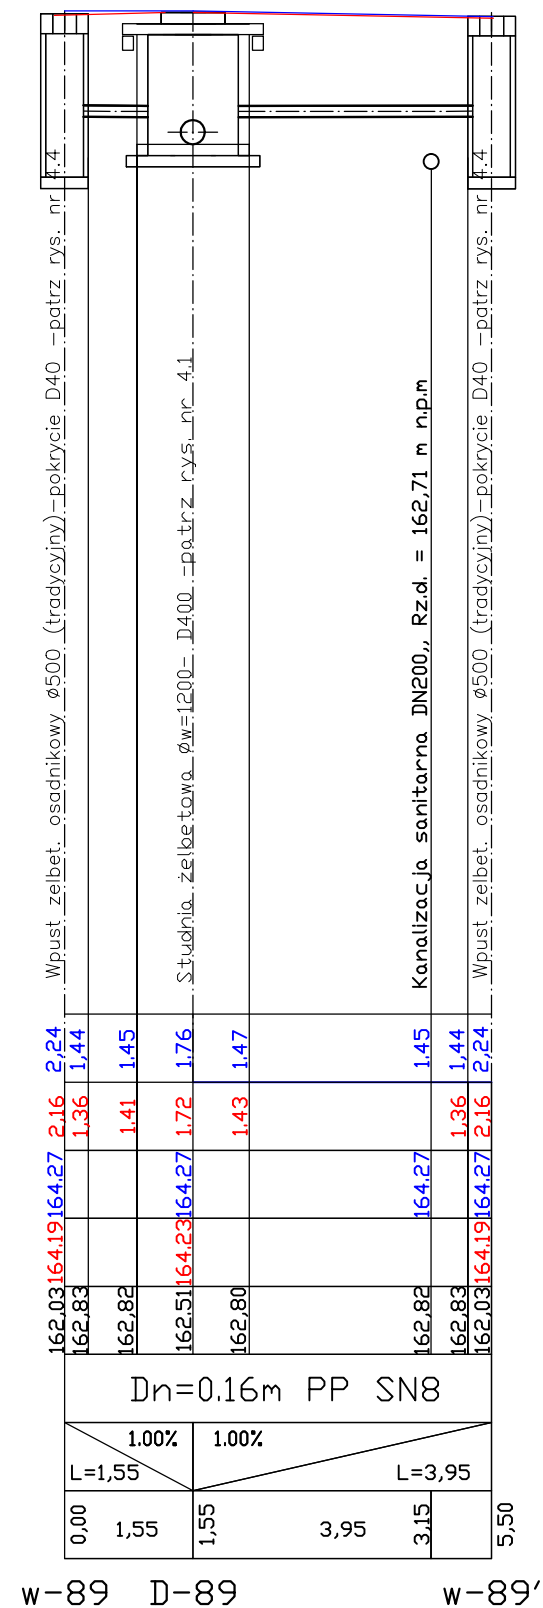 Wpust zelbet. osadnikowy ø500 (tradycyjny)-pokrycie D40 -patrz rys. nr 4.4
Studnia żelbetowa Øw=1200- D400 -patrz rys. nr 4.1
Kanalizacja sanitarna DN200,, Rz.d. = 162,71 m n.p.m
Wpust zelbet. osadnikowy ø500 (tradycyjny)-pokrycie D40 -patrz rys. nr 4.4
2,24 1,44 1.45 1.76 1.47 1.45 1,44 2,24
2,16 1,36 1.41 1.72 1.43 1,36 2,16
164.27 164.27 164.27 164.27
164.19 164.23 164.19
162,03 162,83 162,82 162.51 162,80 162,82 162,83 162,03
Dn=0.16m PP SN8
1.00% 1.00%
L=1,55 L=3,95
0,00 1,55 1,55 3,95 3,15 5,50
w-89 D-89 w-89'